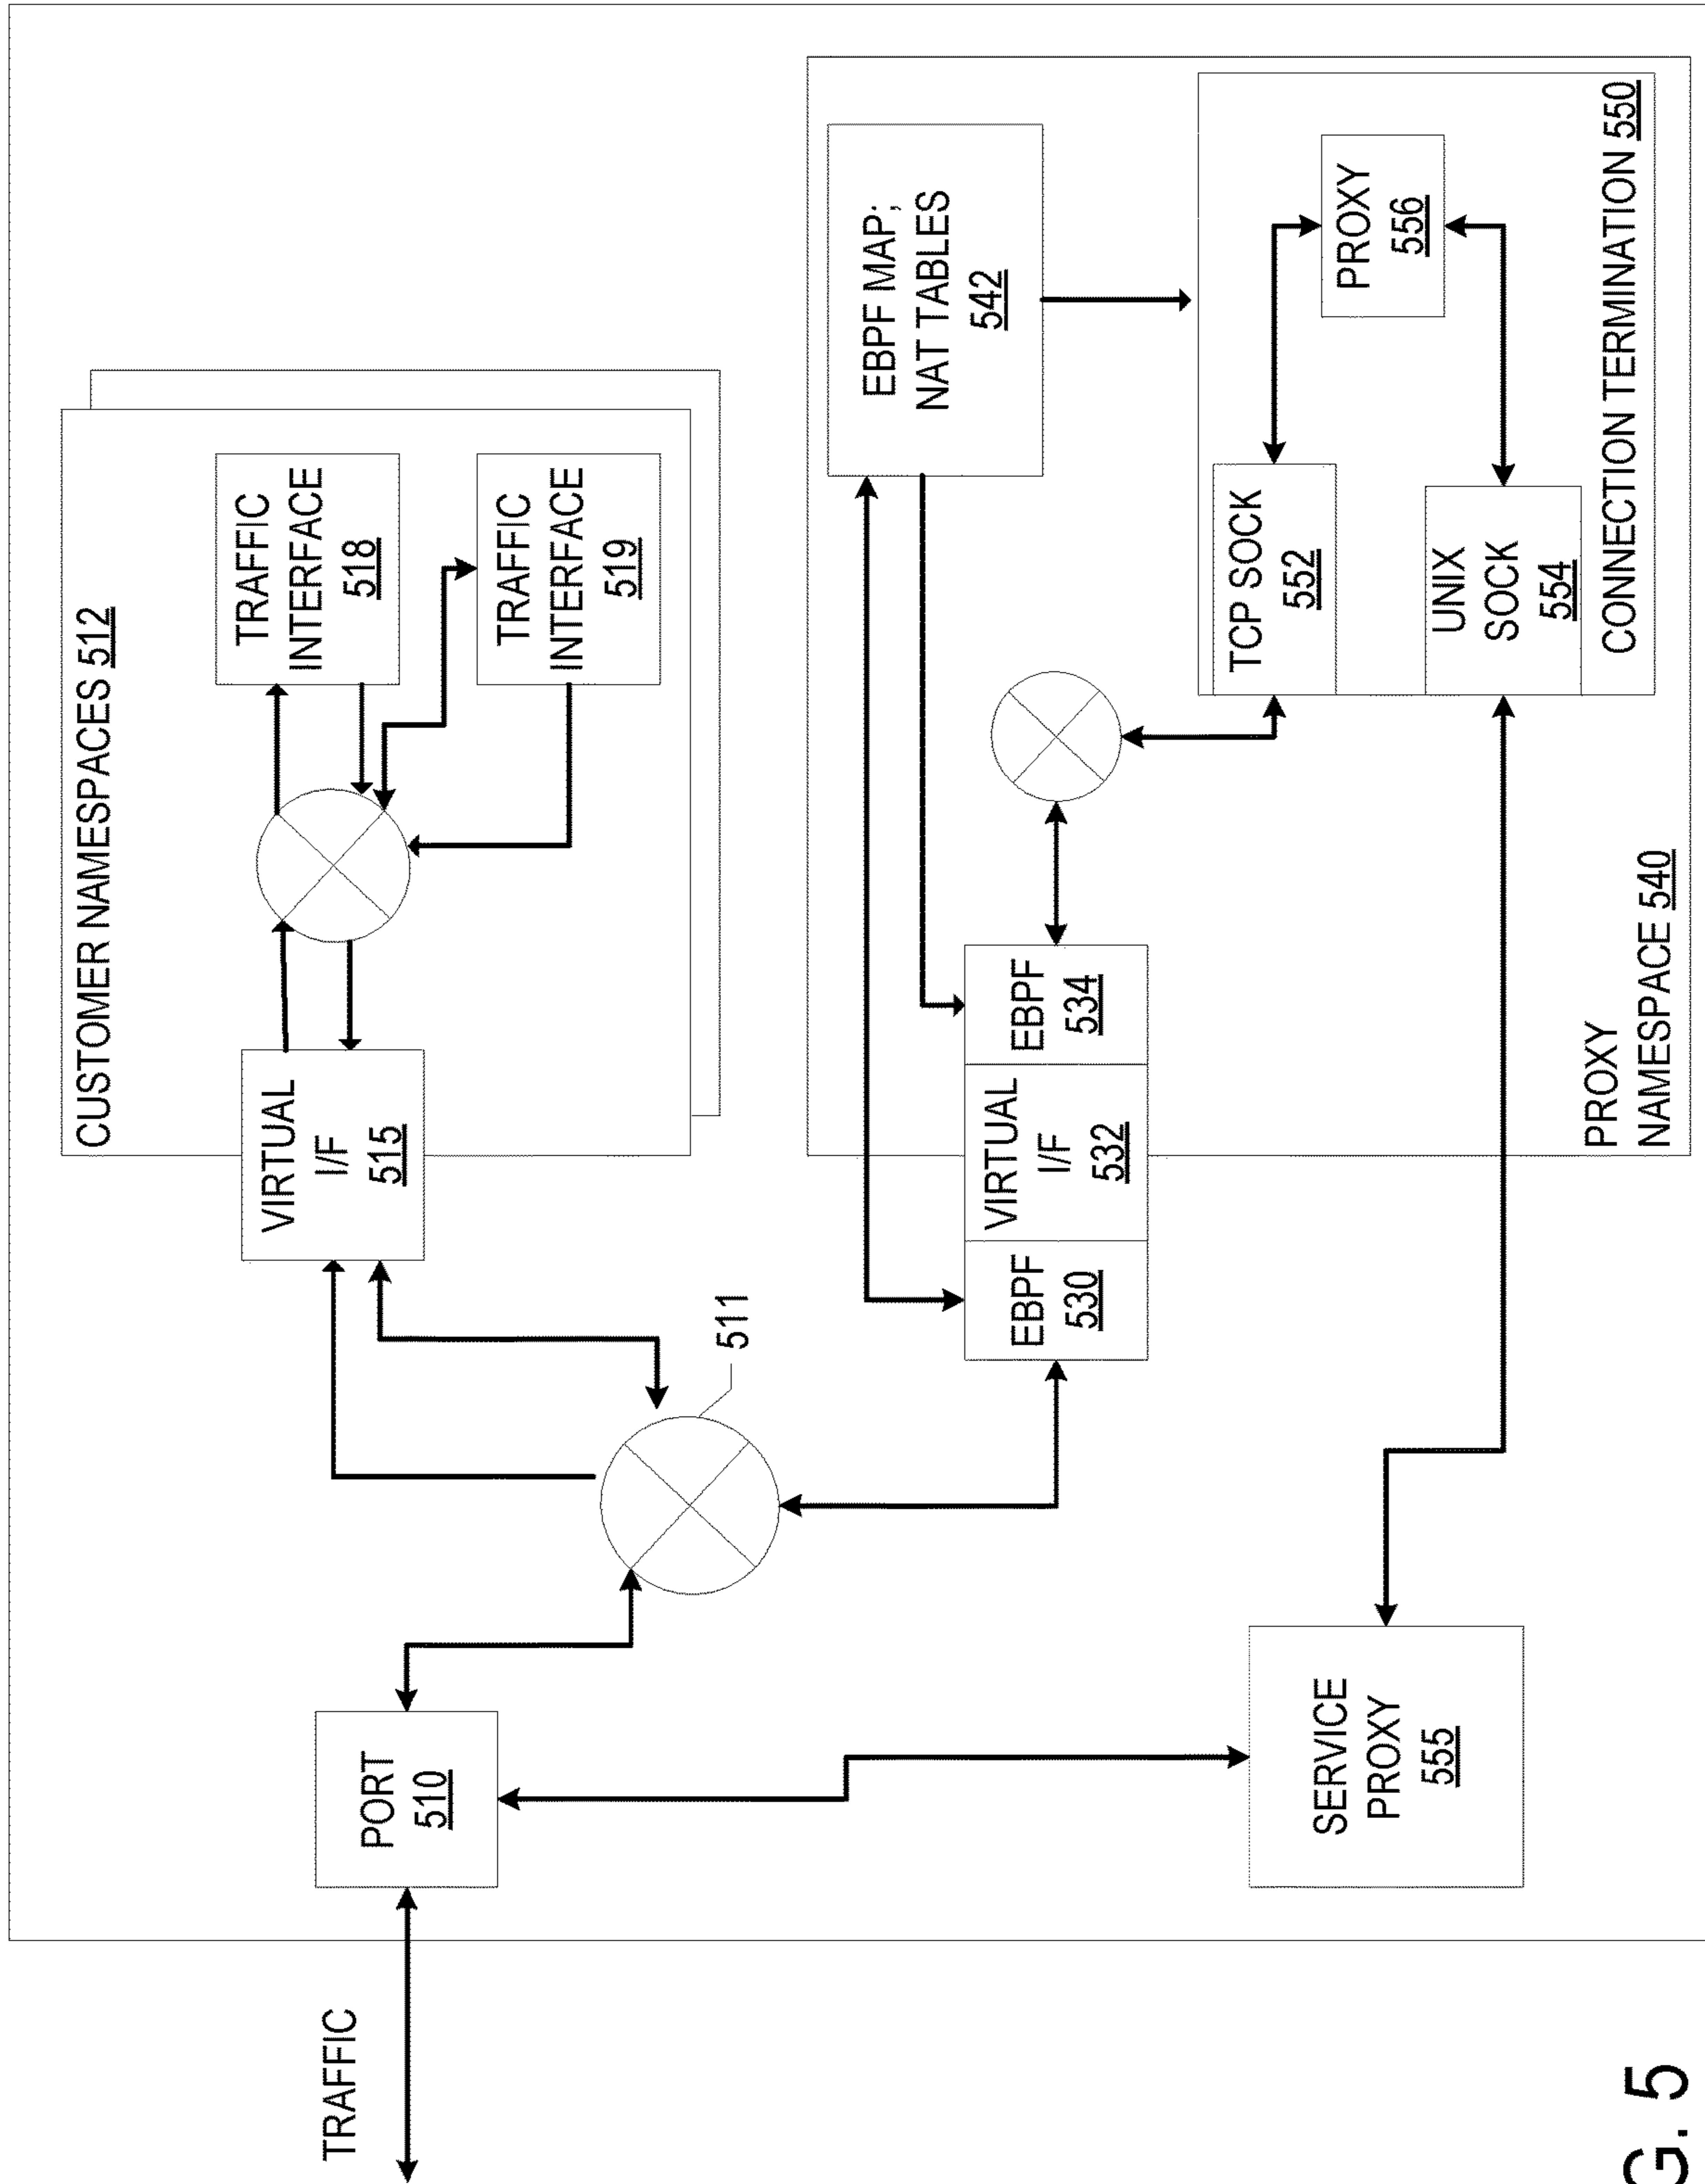 TRAFFIC
PORT
510
CUSTOMER NAMESPACES 512
VIRTUAL
I/F
515
TRAFFIC
INTERFACE
518
TRAFFIC
INTERFACE
519
511
EBPF
530
VIRTUAL
I/F
532
EBPF
534
EBPF MAP;
NAT TABLES
542
TCP SOCK
552
PROXY
556
UNIX
SOCK
554
CONNECTION TERMINATION 550
SERVICE
PROXY
555
PROXY
NAMESPACE 540
G. 5